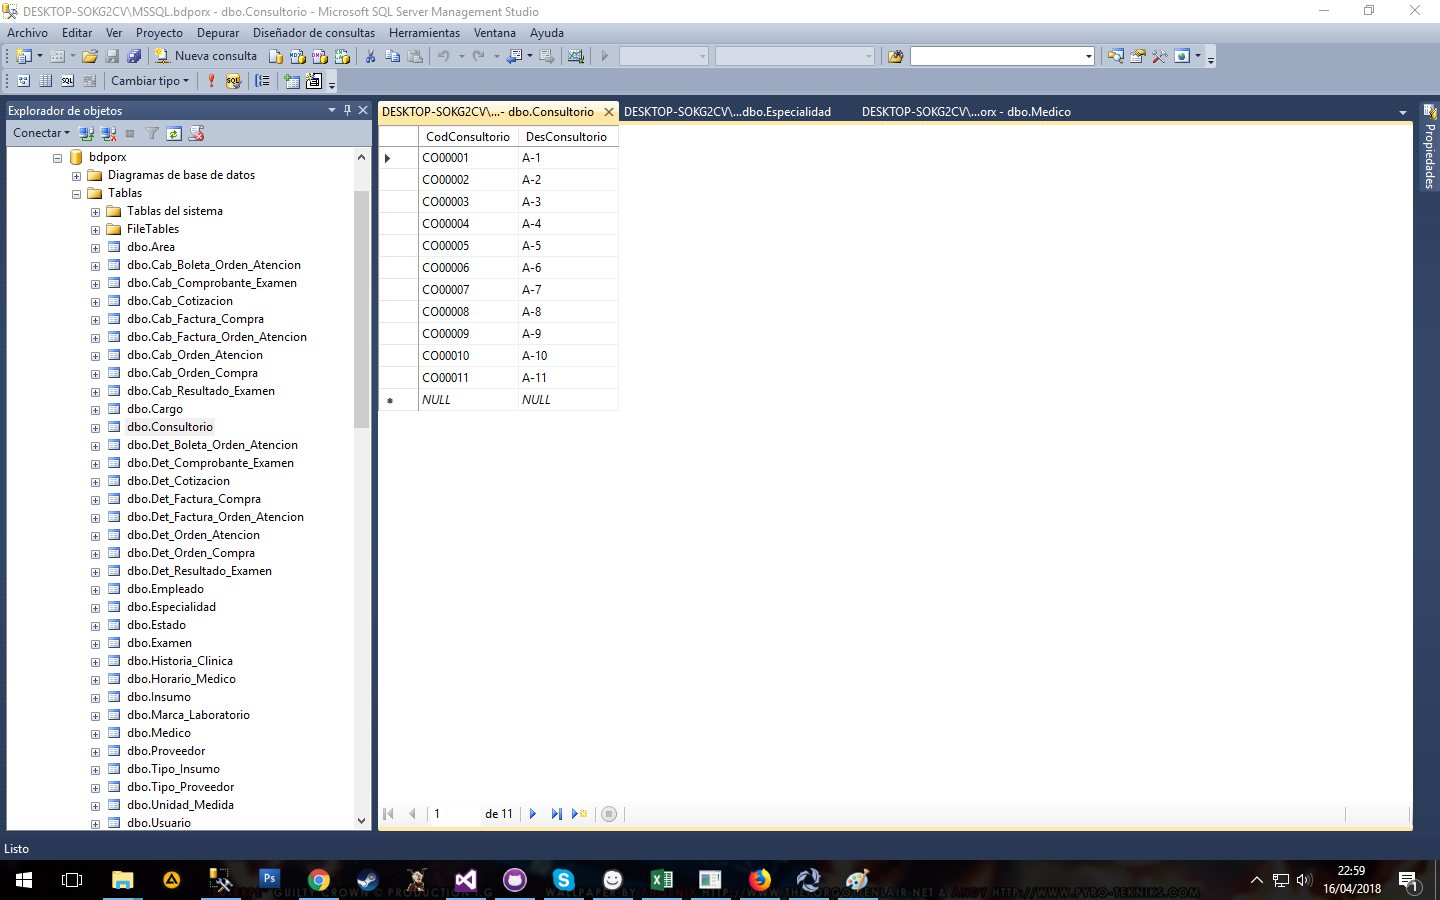 DESKTOP-SOKG2CV\MSSQL.bdporx - dbo.Consultorio - Microsoft SQL Server Management Studio
Archivo Editar Ver Proyecto Depurar Diseñador de consultas Herramientas Ventana Ayuda
Nueva consulta
Cambiar tipo
Explorador de objetos
DESKTOP-SOKG2CV\...- dbo.Consultorio
DESKTOP-SOKG2CV\...dbo.Especialidad
DESKTOP-SOKG2CV\...orx - dbo.Medico
Propiedades
Conectar
bdporx
Diagramas de base de datos
Tablas
Tablas del sistema
FileTables
dbo.Area
dbo.Cab_Boleta_Orden_Atencion
dbo.Cab_Comprobante_Examen
dbo.Cab_Cotizacion
dbo.Cab_Factura_Compra
dbo.Cab_Factura_Orden_Atencion
dbo.Cab_Orden_Atencion
dbo.Cab_Orden_Compra
dbo.Cab_Resultado_Examen
dbo.Cargo
dbo.Consultorio
dbo.Det_Boleta_Orden_Atencion
dbo.Det_Comprobante_Examen
dbo.Det_Cotizacion
dbo.Det_Factura_Compra
dbo.Det_Factura_Orden_Atencion
dbo.Det_Orden_Atencion
dbo.Det_Orden_Compra
dbo.Det_Resultado_Examen
dbo.Empleado
dbo.Especialidad
dbo.Estado
dbo.Examen
dbo.Historia_Clinica
dbo.Horario_Medico
dbo.Insumo
dbo.Marca_Laboratorio
dbo.Medico
dbo.Proveedor
dbo.Tipo_Insumo
dbo.Tipo_Proveedor
dbo.Unidad_Medida
dbo.Usuario
CodConsultorio DesConsultorio
CO00001 A-1
CO00002 A-2
CO00003 A-3
CO00004 A-4
CO00005 A-5
CO00006 A-6
CO00007 A-7
CO00008 A-8
CO00009 A-9
CO00010 A-10
CO00011 A-11
NULL NULL
1 de 11
Listo
22:59
16/04/2018
1